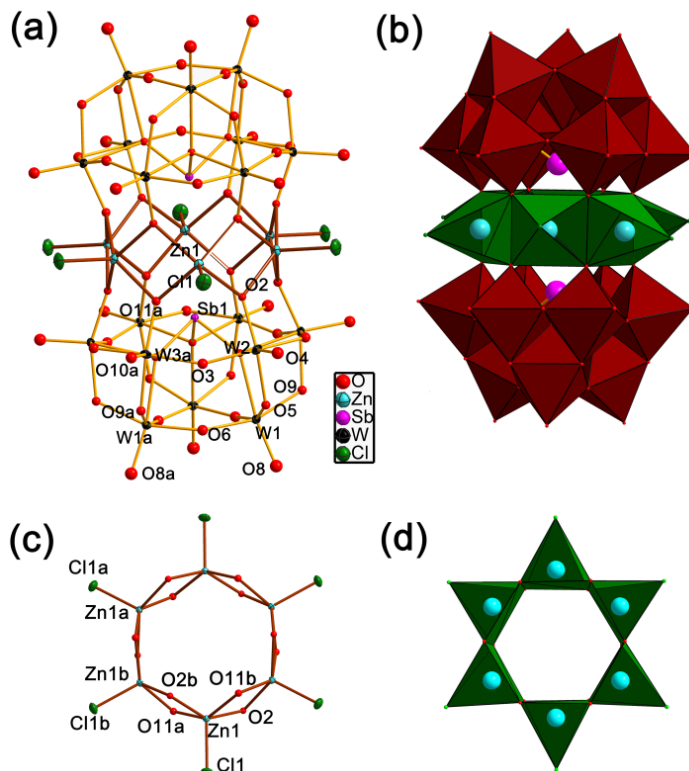 (a)
(b)
Zn1
Cl1
O2
O11a
Sb1
W3a
W2
O4
O10a
O3
O9
O9a
O5
W1a
O6
W1
O8a
O8
O
Zn
Sb
W
Cl
(c)
(d)
Cl1a
Zn1a
Zn1b
O2b
O11b
Cl1b
O11a
Zn1
O2
Cl1